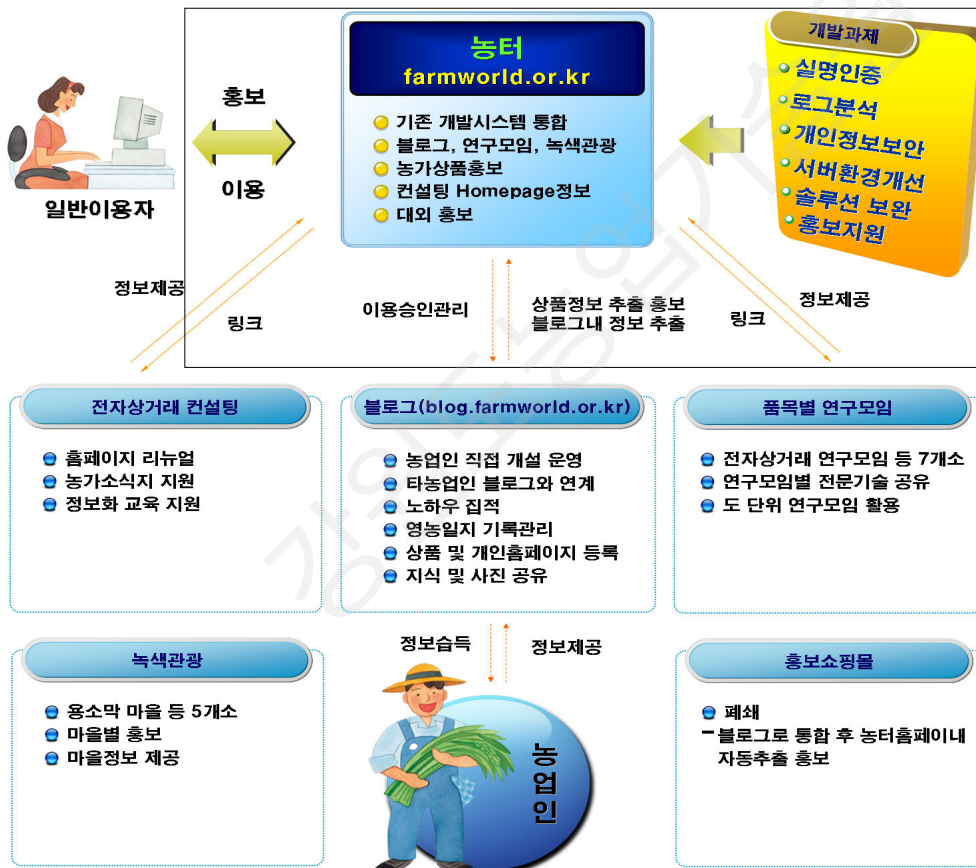 농터
farmworld.or.kr
기존 개발시스템 통합
블로그, 연구모임, 녹색관광
농가상품홍보
컨설팅 Homepage정보
대외 홍보
개발과제
실명인증
로그분석
개인정보보안
서버환경개선
솔루션 보완
홍보지원
홍보
이용
일반이용자
정보제공
링크
이용승인관리
상품정보 추출 홍보
블로그내 정보 추출
정보제공
링크
전자상거래 컨설팅
홈페이지 리뉴얼
농가소식지 지원
정보화 교육 지원
블로그(blog.farmworld.or.kr)
농업인 직접 개설 운영
타농업인 블로그와 연계
노하우 집적
영농일지 기록관리
상품 및 개인홈페이지 등록
지식 및 사진 공유
품목별 연구모임
전자상거래 연구모임 등 7개소
연구모임별 전문기술 공유
도 단위 연구모임 활용
녹색관광
용소막 마을 등 5개소
마을별 홍보
마을정보 제공
정보습득
정보제공
농업인
홍보쇼핑몰
폐쇄
-블로그로 통합 후 농터홈페이내
자동추출 홍보